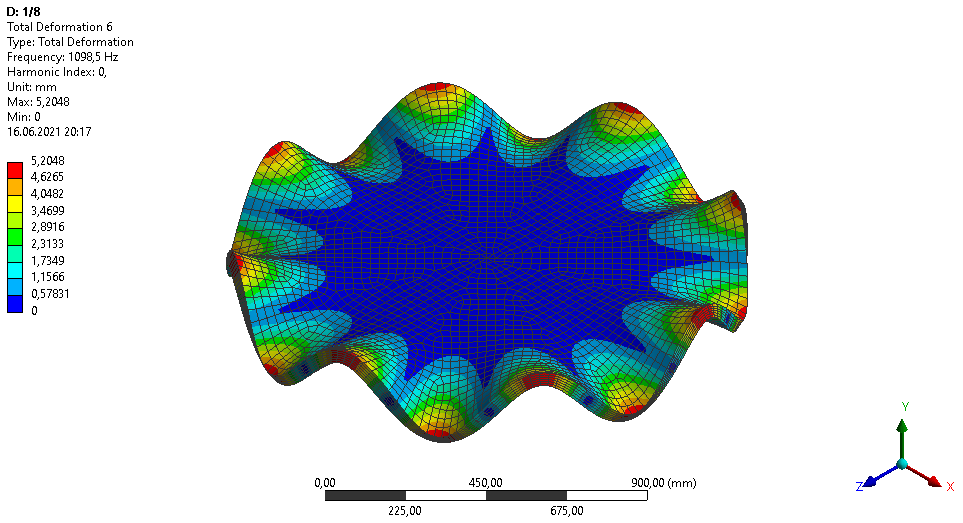 D: 1/8
Total Deformation 6
Type: Total Deformation
Frequency: 1098,5 Hz
Harmonic Index: 0,
Unit: mm
Max: 5,2048
Min: 0
16.06.2021 20:17
5,2048
4,6265
4,0482
3,4699
2,8916
2,3133
1,7349
1,1566
0,57831
0
Y
Z
X
0,00 450,00 900,00 (mm)
225,00 675,00